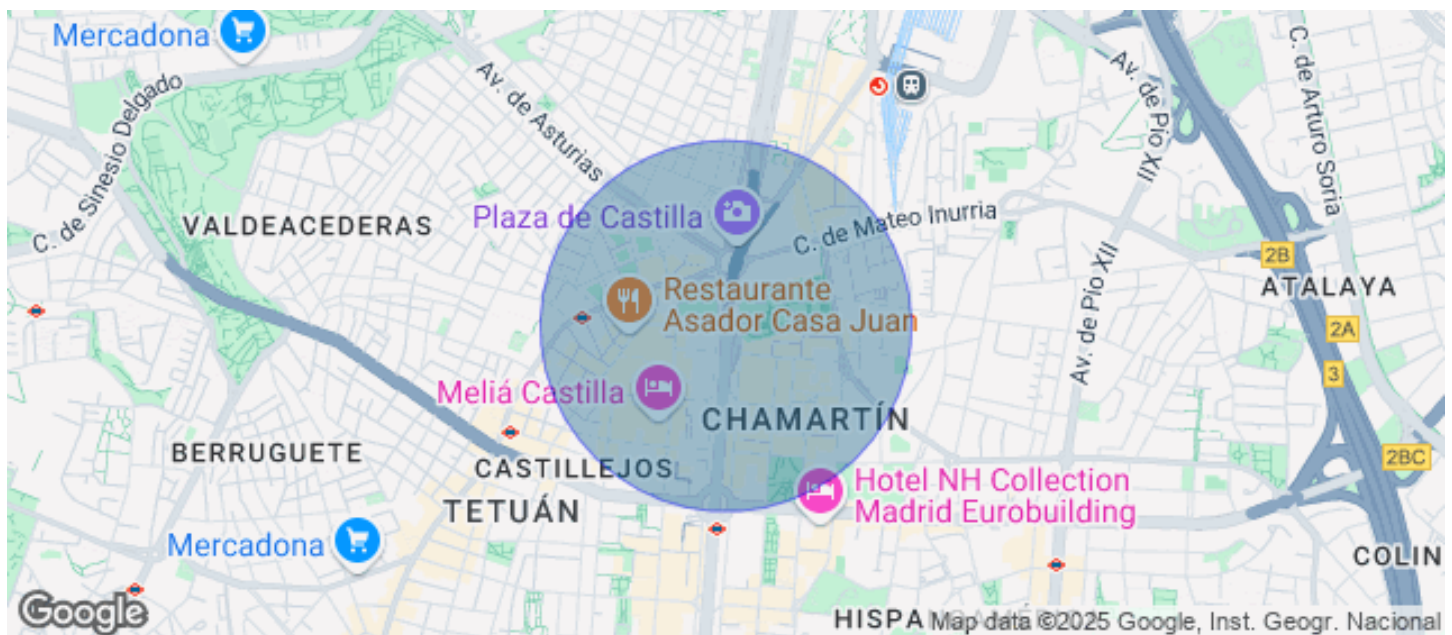 Mercadona
Av. de Asturias
C. de Sinesio Delgado
VALDEACEDERAS
Plaza de Castilla
C. de Mateo Inurria
Av. de Pío XII
C. de Arturo Soria
2B
ATALAYA
Restaurante
Asador Casa Juan
2A
Av. de Pío XII
3
Meliá Castilla
CHAMARTÍN
BERRUGUETE
CASTILLEJOS
2BC
Hotel NH Collection
Madrid Eurobuilding
TETUÁN
Mercadona
COLIN
Google
HISPA
Map data ©2025 Google, Inst. Geogr. Nacional